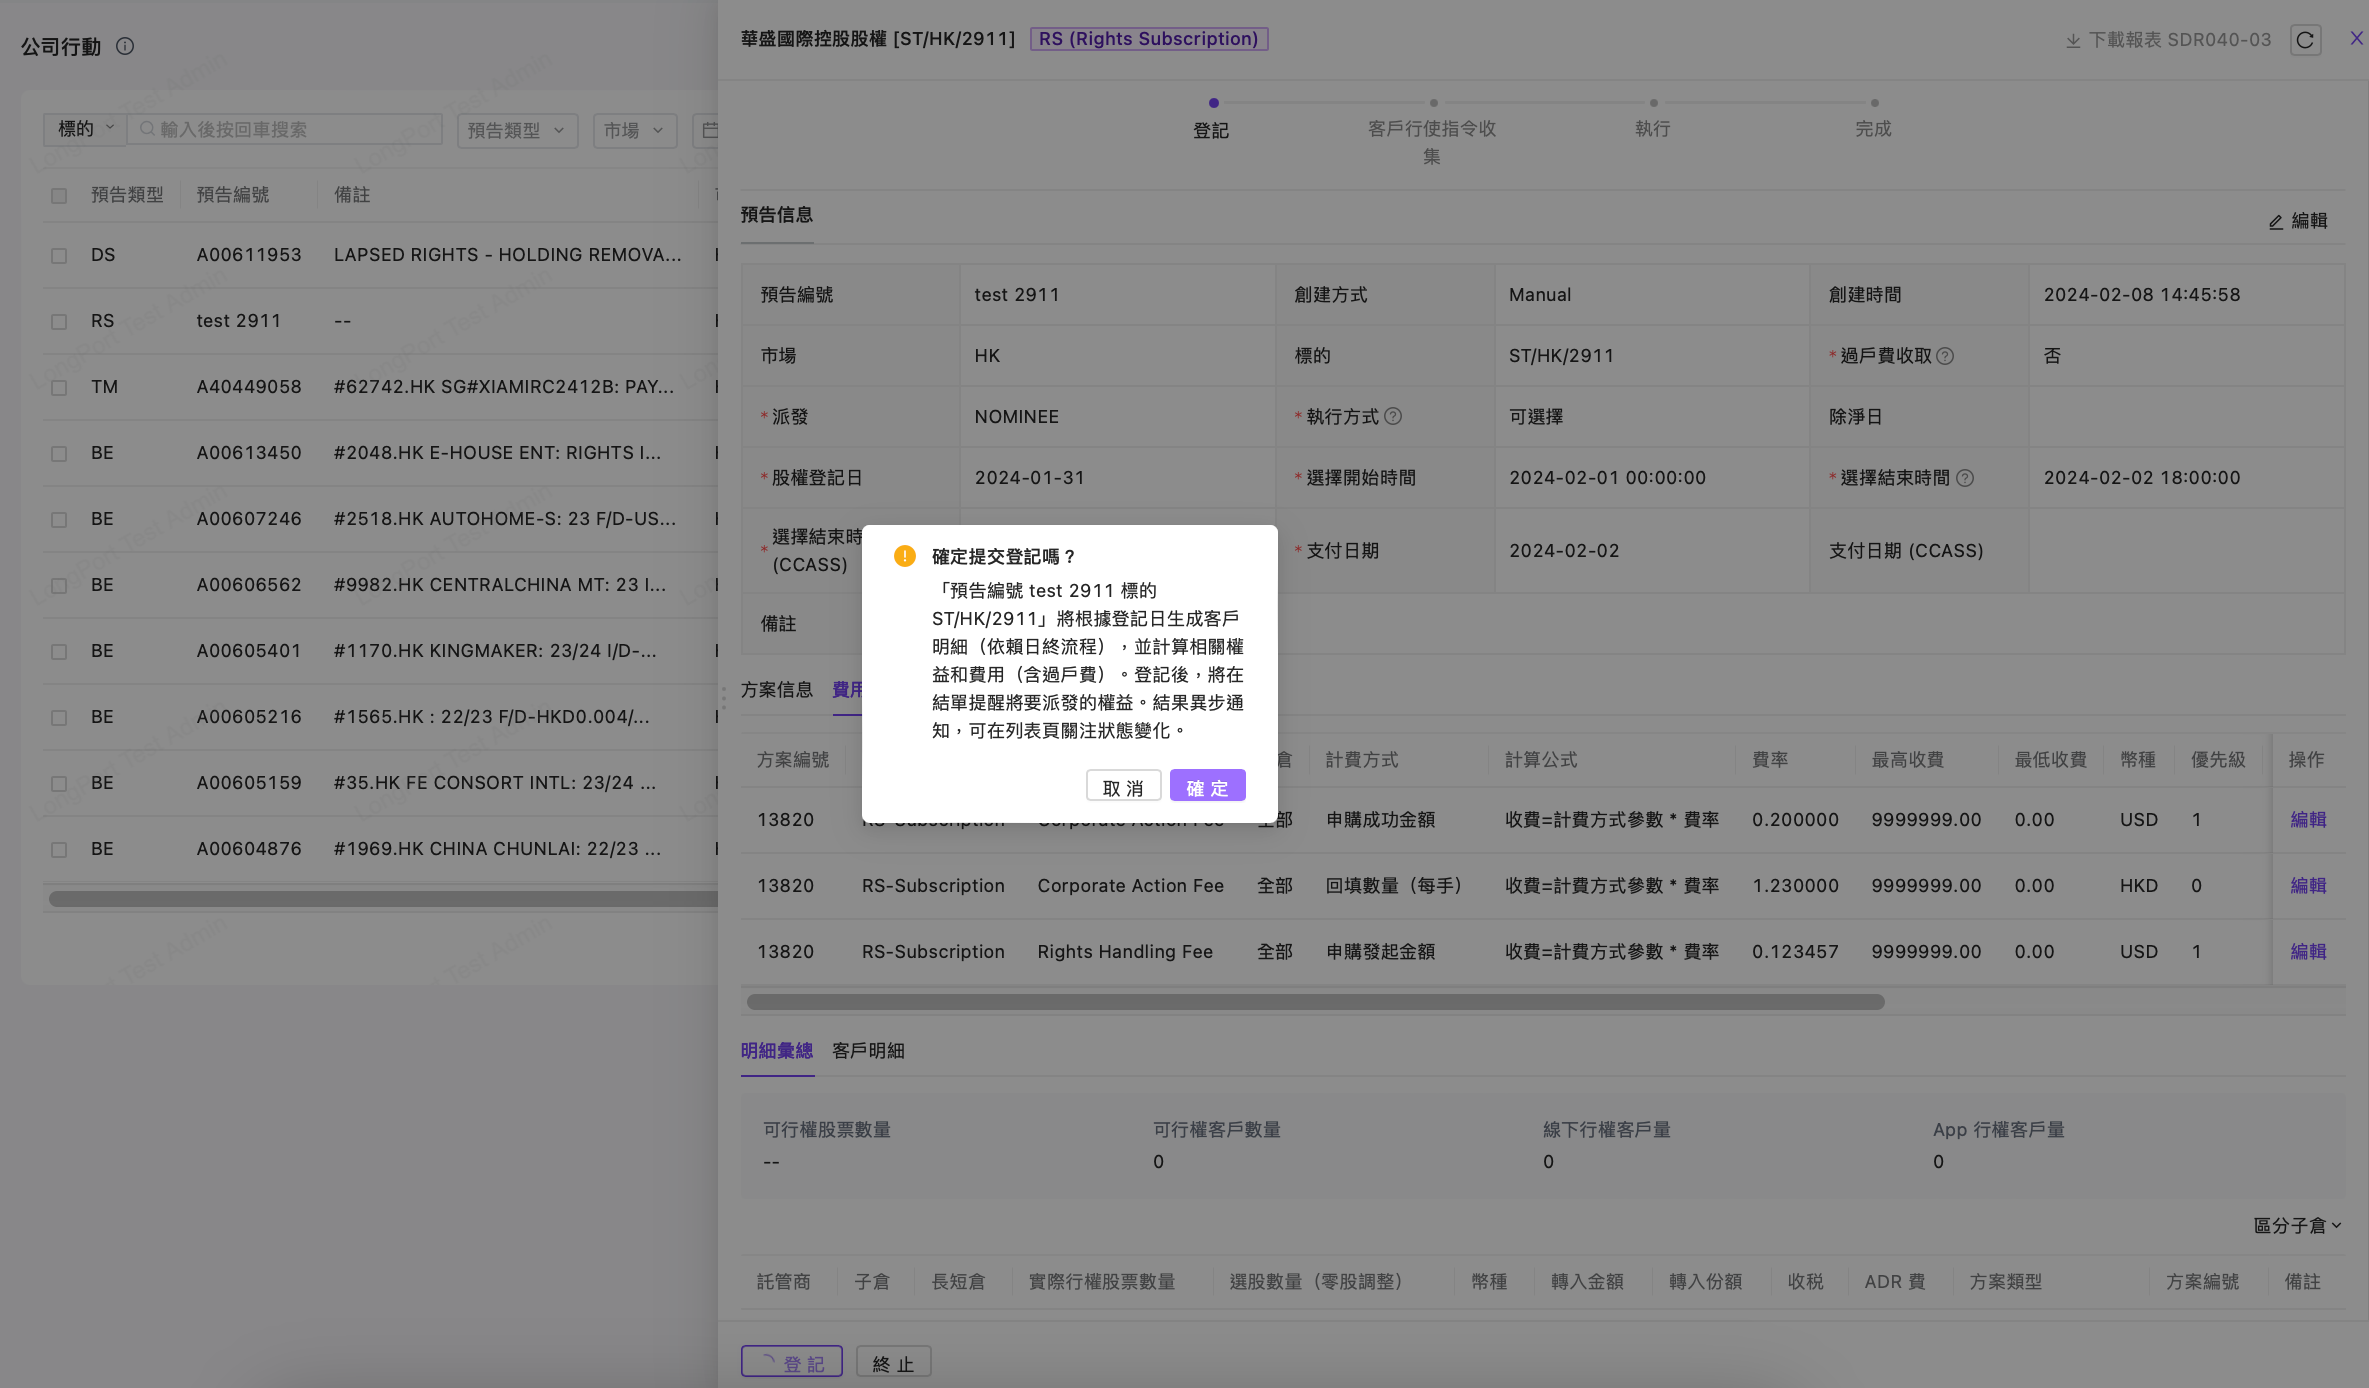 公司行動
標的
輸入後按回車搜索
預告類型
市場
預告類型 預告編號 備註
DS A00611953 LAPSED RIGHTS - HOLDING REMOVA...
RS test 2911 --
TM A40449058 #62742.HK SG#XIAMIRC2412B: PAY...
BE A00613450 #2048.HK E-HOUSE ENT: RIGHTS I...
BE A00607246 #2518.HK AUTOHOME-S: 23 F/D-US...
BE A00606562 #9982.HK CENTRALCHINA MT: 23 I...
BE A00605401 #1170.HK KINGMAKER: 23/24 I/D-...
BE A00605216 #1565.HK : 22/23 F/D-HKD0.004/...
BE A00605159 #35.HK FE CONSORT INTL: 23/24 ...
BE A00604876 #1969.HK CHINA CHUNLAI: 22/23 ...
華盛國際控股股權 [ST/HK/2911] RS (Rights Subscription)
下載報表 SDR040-03
登記
客戶行使指令收
集
執行
完成
預告信息
編輯
預告編號 test 2911 創建方式 Manual 創建時間 2024-02-08 14:45:58
市場 HK 標的 ST/HK/2911 *過戶費收取 否
*派發 NOMINEE *執行方式 可選擇 除淨日
*股權登記日 2024-01-31 *選擇開始時間 2024-02-01 00:00:00 *選擇結束時間 2024-02-02 18:00:00
*選擇結束時
(CCASS)
*支付日期 2024-02-02 支付日期 (CCASS)
備註
確定提交登記嗎？
「預告編號 test 2911 標的
ST/HK/2911」將根據登記日生成客戶
明細（依賴日終流程），並計算相關權
益和費用（含過戶費）。登記後，將在
結單提醒將要派發的權益。結果異步通
知，可在列表頁關注狀態變化。
取 消
確 定
方案信息 費用
方案編號 倉 計費方式 計算公式 費率 最高收費 最低收費 幣種 優先級 操作
13820 RS-Subscription Corporate Action Fee 全部 申購成功金額 收費=計費方式參數 * 費率 0.200000 9999999.00 0.00 USD 1 編輯
13820 RS-Subscription Corporate Action Fee 全部 回填數量（每手） 收費=計費方式參數 * 費率 1.230000 9999999.00 0.00 HKD 0 編輯
13820 RS-Subscription Rights Handling Fee 全部 申購發起金額 收費=計費方式參數 * 費率 0.123457 9999999.00 0.00 USD 1 編輯
明細彙總 客戶明細
可行權股票數量 可行權客戶數量 線下行權客戶量 App 行權客戶量
-- 0 0 0
區分子倉
託管商 子倉 長短倉 實際行權股票數量 選股數量（零股調整） 幣種 轉入金額 轉入份額 收稅 ADR 費 方案類型 方案編號 備註
登 記
終 止
LongPort Test Admin